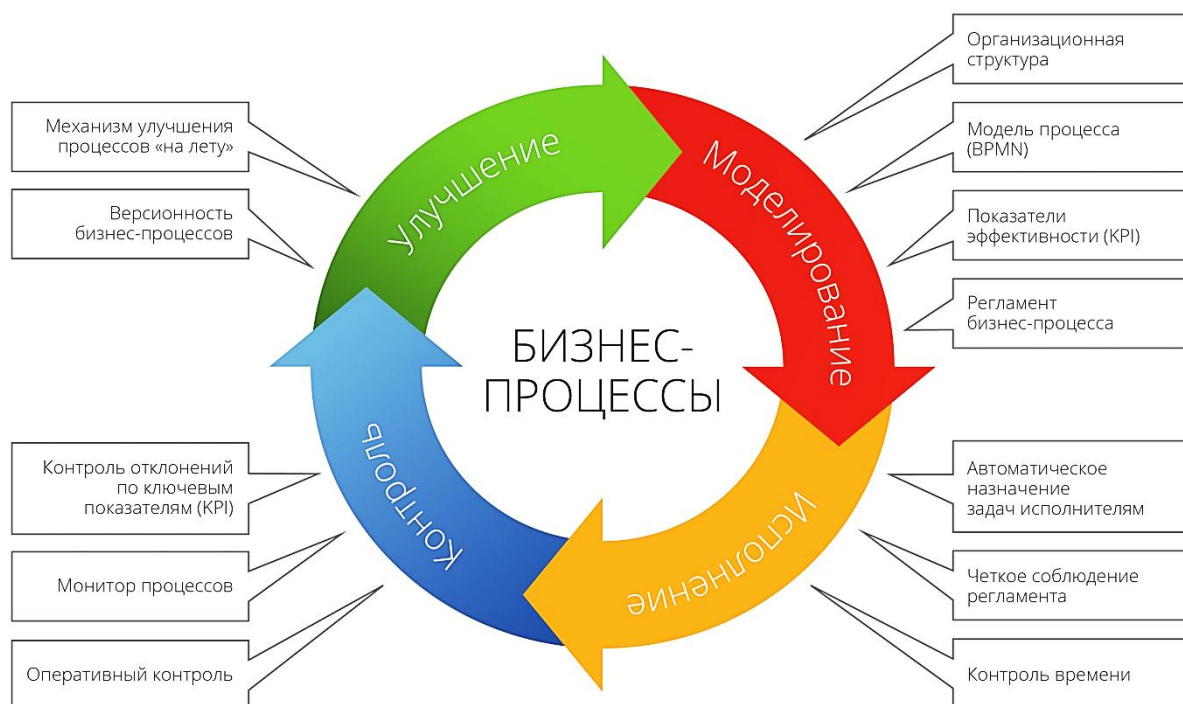 Организационная
структура
Механизм улучшения
процессов «на лету»
Улучшение
Моделирование
Модель процесса
(BPMN)
Версионность
бизнес-процессов
Показатели
эффективности (KPI)
Регламент
бизнес-процесса
БИЗНЕС-
ПРОЦЕССЫ
Контроль отклонений
по ключевым
показателям (KPI)
Контроль
Исполнение
Автоматическое
назначение
задач исполнителям
Монитор процессов
Четкое соблюдение
регламента
Оперативный контроль
Контроль времени